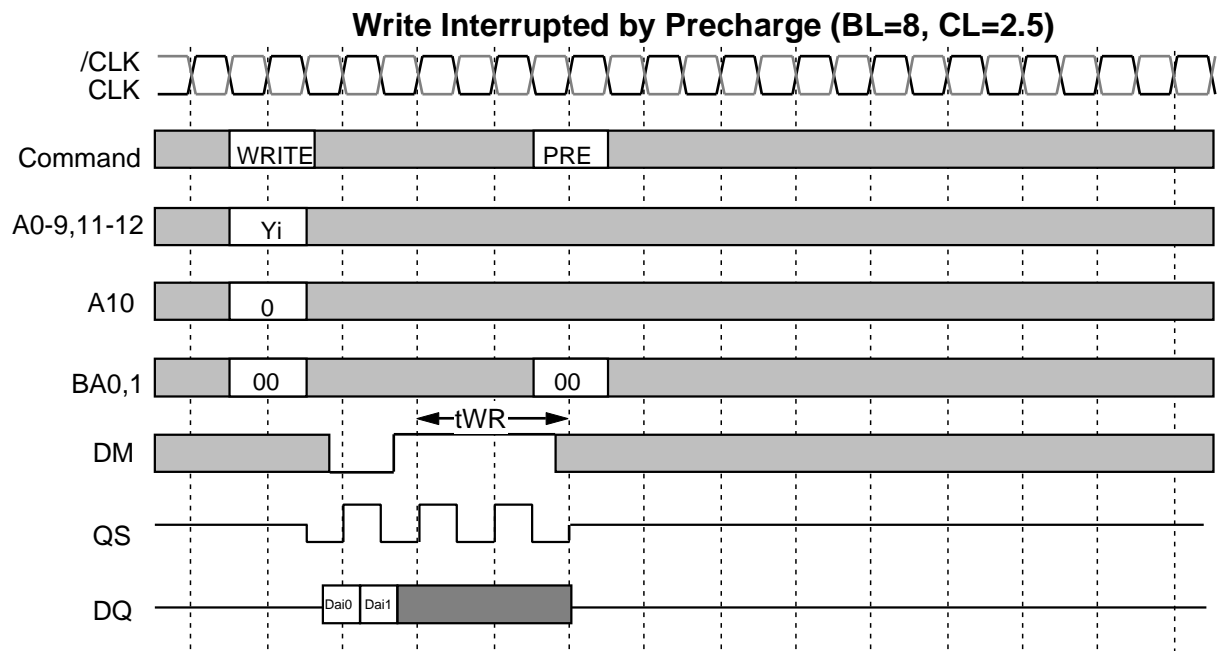 Write Interrupted by Precharge (BL=8, CL=2.5)
/CLK
CLK
Command WRITE PRE
A0-9,11-12 Yi
A10 0
BA0,1 00 00
tWR
DM
QS
DQ Dai0 Dai1